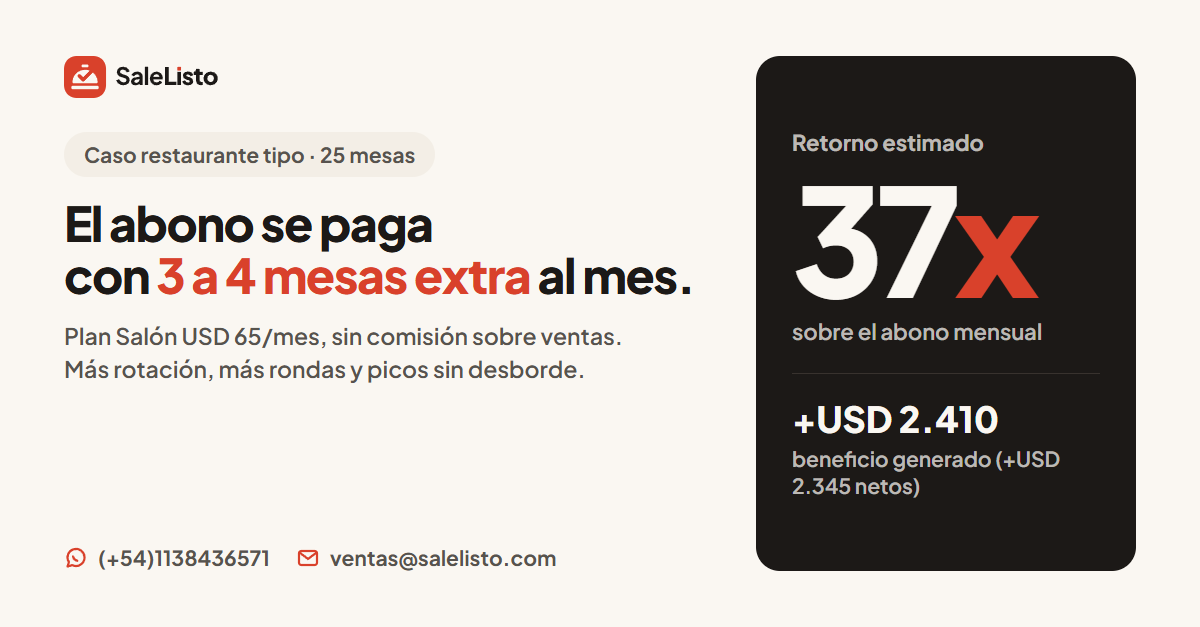 SaleListo
Caso restaurante tipo · 25 mesas
El abono se paga
con 3 a 4 mesas extra al mes.
Plan Salón USD 65/mes, sin comisión sobre ventas.
Más rotación, más rondas y picos sin desborde.
(+54)1138436571
ventas@salelisto.com
Retorno estimado
37x
sobre el abono mensual
+USD 2.410
beneficio generado (+USD
2.345 netos)